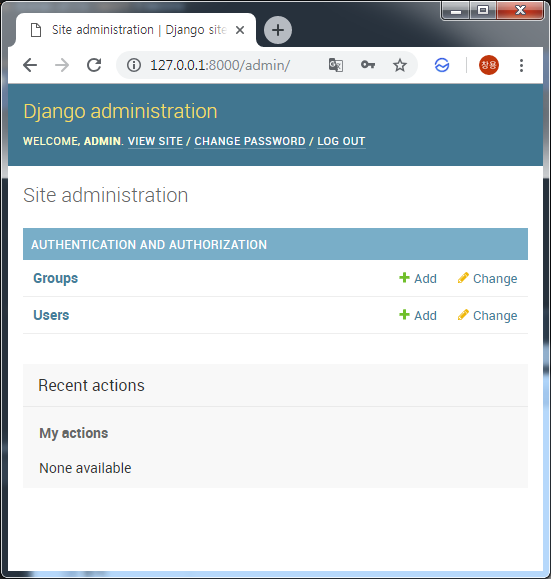 Site administration | Django site
127.0.0.1:8000/admin/
창용
Django administration
WELCOME, ADMIN. VIEW SITE / CHANGE PASSWORD / LOG OUT
Site administration
AUTHENTICATION AND AUTHORIZATION
Groups Add Change
Users Add Change
Recent actions
My actions
None available